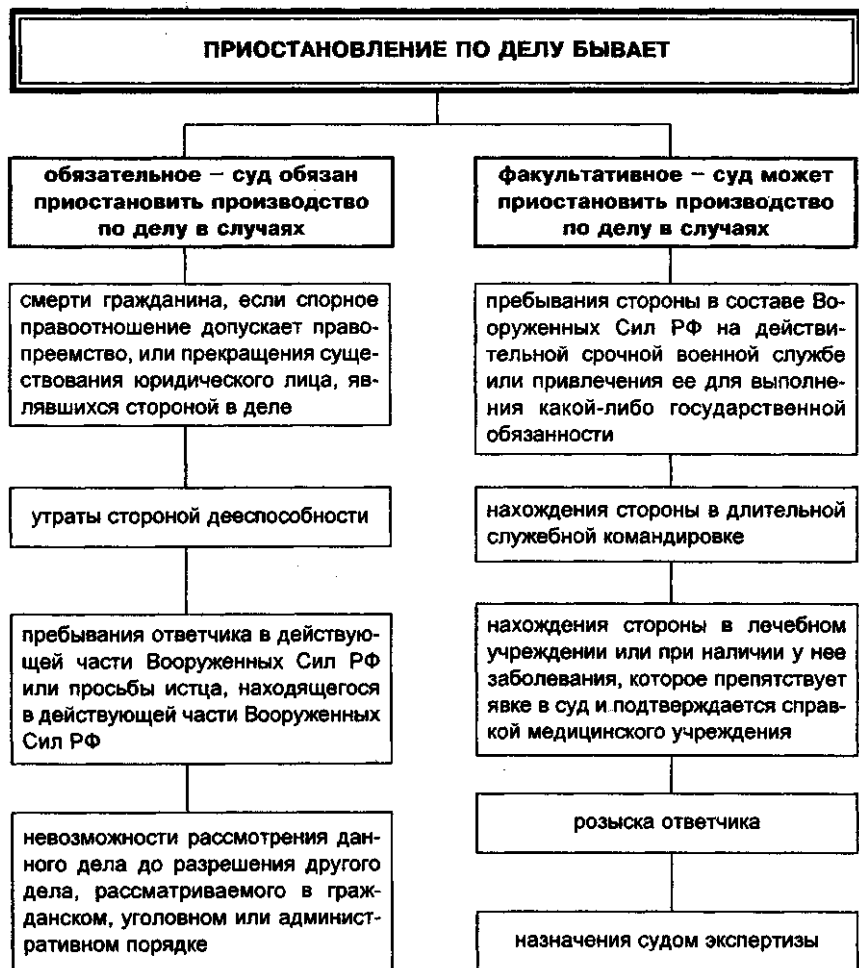 ПРИОСТАНОВЛЕНИЕ ПО ДЕЛУ БЫВАЕТ
обязательное – суд обязан
приостановить производство
по делу в случаях
смерти гражданина, если спорное
правоотношение допускает право-
преемство, или прекращения суще-
ствования юридического лица, яв-
лявшихся стороной в деле
утраты стороной дееспособности
пребывания ответчика в действую-
щей части Вооруженных Сил РФ
или просьбы истца, находящегося
в действующей части Вооруженных
Сил РФ
невозможности рассмотрения дан-
ного дела до разрешения другого
дела, рассматриваемого в граж-
данском, уголовном или админист-
ративном порядке
факультативное – суд может
приостановить производство
по делу в случаях
пребывания стороны в составе Во-
оруженных Сил РФ на действи-
тельной срочной военной службе
или привлечения ее для выполне-
ния какой-либо государственной
обязанности
нахождения стороны в длительной
служебной командировке
нахождения стороны в лечебном
учреждении или при наличии у нее
заболевания, которое препятствует
явке в суд и подтверждается справ-
кой медицинского учреждения
розыска ответчика
назначения судом экспертизы